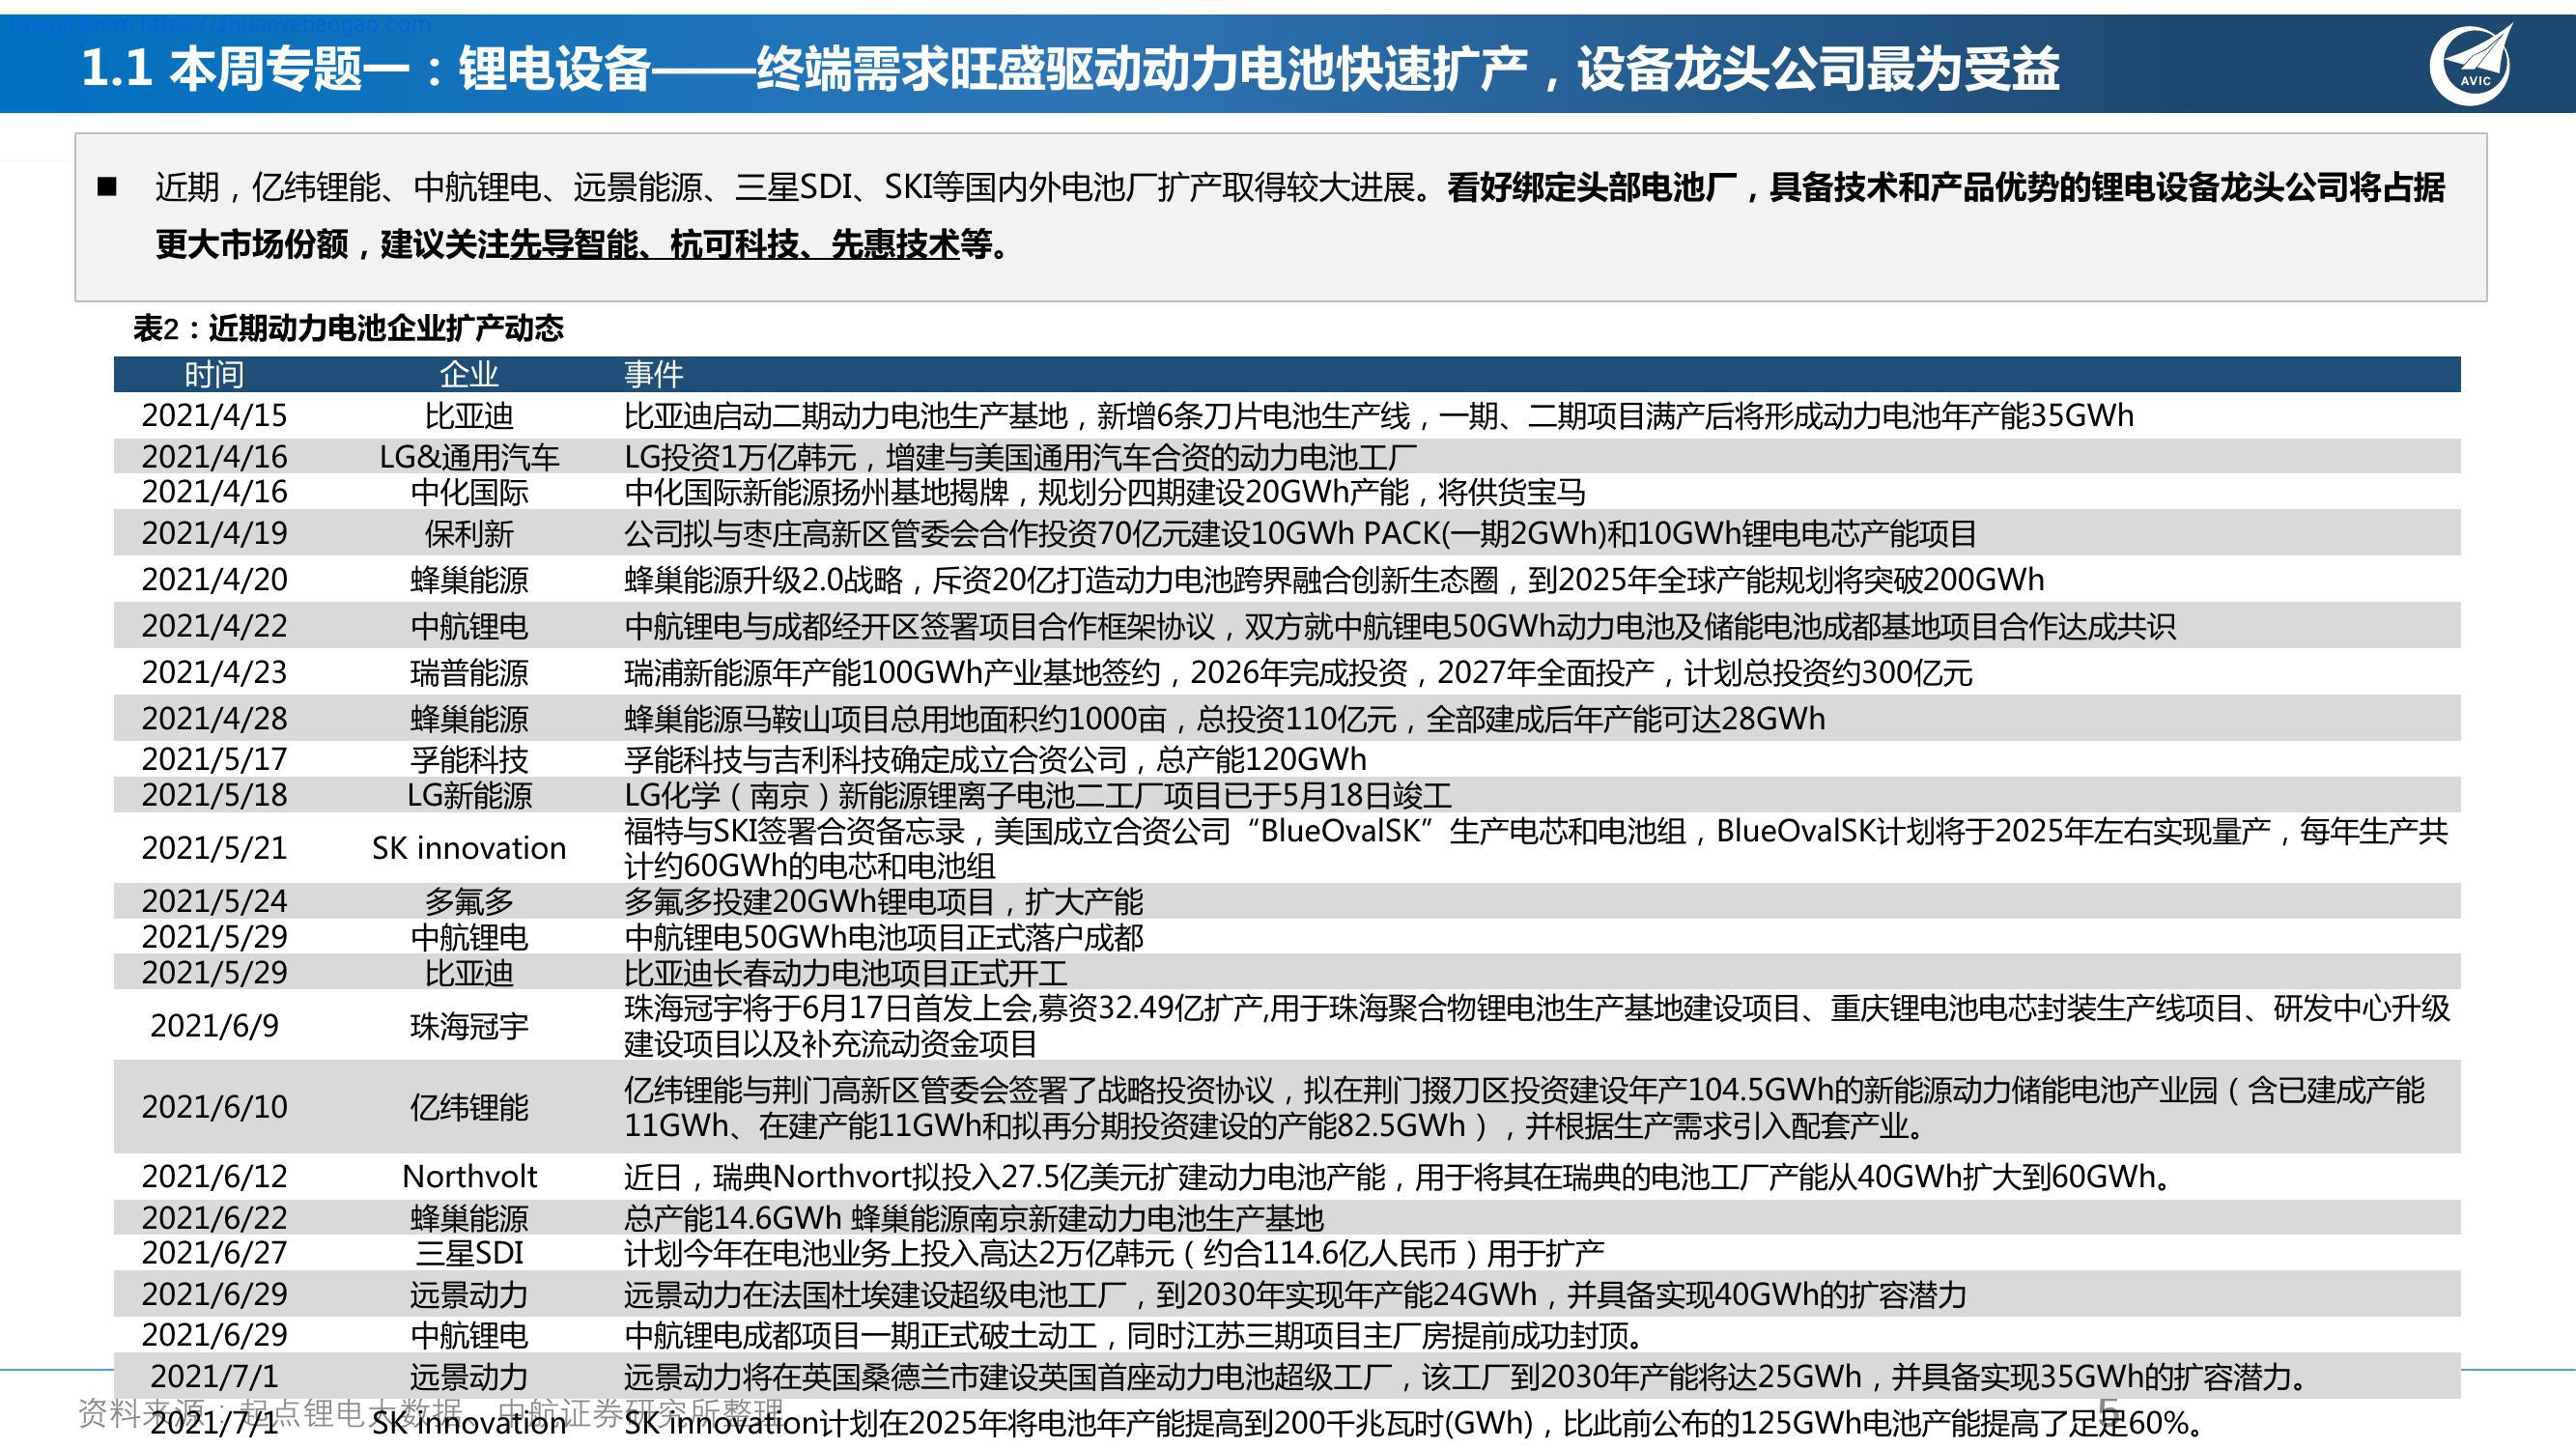 Image From https://zhuanyebaogao.com
1.1 本周专题一：锂电设备——终端需求旺盛驱动动力电池快速扩产，设备龙头公司最为受益
AVIC
■ 近期，亿纬锂能、中航锂电、远景能源、三星SDI、SKI等国内外电池厂扩产取得较大进展。看好绑定头部电池厂，具备技术和产品优势的锂电设备龙头公司将占据
更大市场份额，建议关注先导智能、杭可科技、先惠技术等。
表2：近期动力电池企业扩产动态
时间 企业 事件
2021/4/15 比亚迪 比亚迪启动二期动力电池生产基地，新增6条刀片电池生产线，一期、二期项目满产后将形成动力电池年产能35GWh
2021/4/16 LG&通用汽车 LG投资1万亿韩元，增建与美国通用汽车合资的动力电池工厂
2021/4/16 中化国际 中化国际新能源扬州基地揭牌，规划分四期建设20GWh产能，将供货宝马
2021/4/19 保利新 公司拟与枣庄高新区管委会合作投资70亿元建设10GWh PACK(一期2GWh)和10GWh锂电电芯产能项目
2021/4/20 蜂巢能源 蜂巢能源升级2.0战略，斥资20亿打造动力电池跨界融合创新生态圈，到2025年全球产能规划将突破200GWh
2021/4/22 中航锂电 中航锂电与成都经开区签署项目合作框架协议，双方就中航锂电50GWh动力电池及储能电池成都基地项目合作达成共识
2021/4/23 瑞普能源 瑞浦新能源年产能100GWh产业基地签约，2026年完成投资，2027年全面投产，计划总投资约300亿元
2021/4/28 蜂巢能源 蜂巢能源马鞍山项目总用地面积约1000亩，总投资110亿元，全部建成后年产能可达28GWh
2021/5/17 孚能科技 孚能科技与吉利科技确定成立合资公司，总产能120GWh
2021/5/18 LG新能源 LG化学（南京）新能源锂离子电池二工厂项目已于5月18日竣工
2021/5/21 SK innovation 福特与SKI签署合资备忘录，美国成立合资公司“BlueOvalSK”生产电芯和电池组，BlueOvalSK计划将于2025年左右实现量产，每年生产共
计约60GWh的电芯和电池组
2021/5/24 多氟多 多氟多投建20GWh锂电项目，扩大产能
2021/5/29 中航锂电 中航锂电50GWh电池项目正式落户成都
2021/5/29 比亚迪 比亚迪长春动力电池项目正式开工
2021/6/9 珠海冠宇 珠海冠宇将于6月17日首发上会,募资32.49亿扩产,用于珠海聚合物锂电池生产基地建设项目、重庆锂电池电芯封装生产线项目、研发中心升级
建设项目以及补充流动资金项目
2021/6/10 亿纬锂能 亿纬锂能与荆门高新区管委会签署了战略投资协议，拟在荆门掇刀区投资建设年产104.5GWh的新能源动力储能电池产业园（含已建成产能
11GWh、在建产能11GWh和拟再分期投资建设的产能82.5GWh），并根据生产需求引入配套产业。
2021/6/12 Northvolt 近日，瑞典Northvort拟投入27.5亿美元扩建动力电池产能，用于将其在瑞典的电池工厂产能从40GWh扩大到60GWh。
2021/6/22 蜂巢能源 总产能14.6GWh 蜂巢能源南京新建动力电池生产基地
2021/6/27 三星SDI 计划今年在电池业务上投入高达2万亿韩元（约合114.6亿人民币）用于扩产
2021/6/29 远景动力 远景动力在法国杜埃建设超级电池工厂，到2030年实现年产能24GWh，并具备实现40GWh的扩容潜力
2021/6/29 中航锂电 中航锂电成都项目一期正式破土动工，同时江苏三期项目主厂房提前成功封顶。
2021/7/1 远景动力 远景动力将在英国桑德兰市建设英国首座动力电池超级工厂，该工厂到2030年产能将达25GWh，并具备实现35GWh的扩容潜力。
2021/7/1 SK innovation SK innovation计划在2025年将电池年产能提高到200千兆瓦时(GWh)，比此前公布的125GWh电池产能提高了足足60%。
资料来源：起点锂电大数据、中航证券研究所整理
5